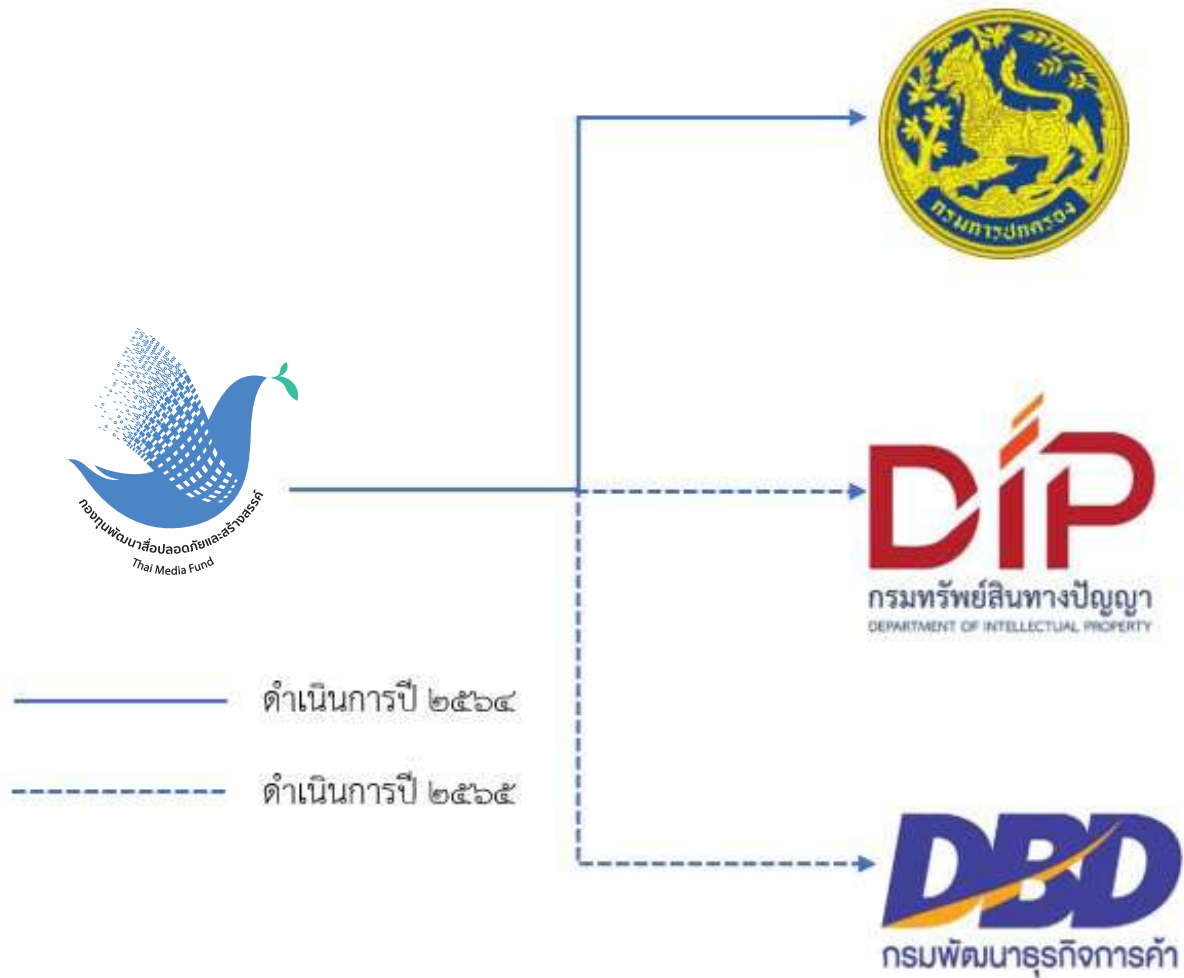 กรมการปกครอง
กองทุนพัฒนาสื่อปลอดภัยและสร้างสรรค์
Thai Media Fund
DIP
กรมทรัพย์สินทางปัญญา
DEPARTMENT OF INTELLECTUAL PROPERTY
ดำเนินการปี ๒๕๖๔
ดำเนินการปี ๒๕๖๕
DBD
กรมพัฒนาธุรกิจการค้า